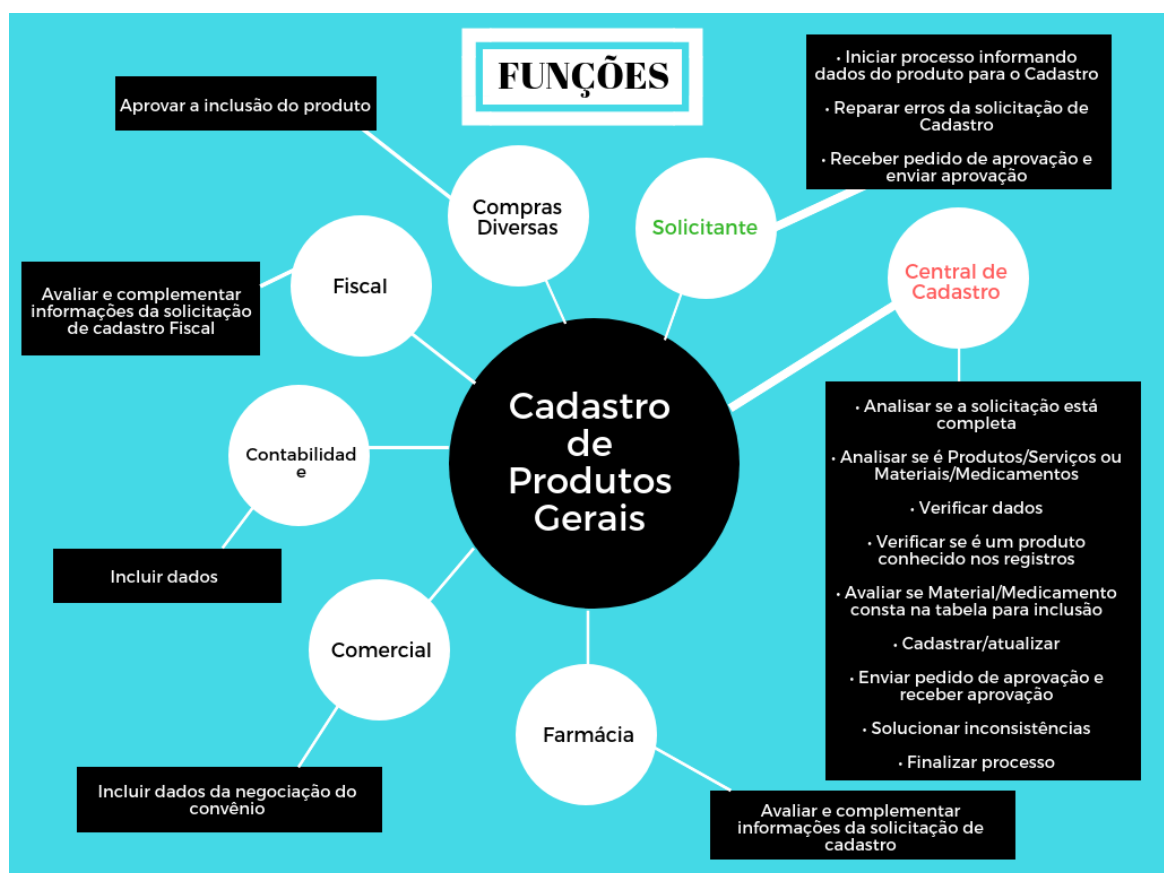 FUNÇÕES
Aprovar a inclusão do produto
• Iniciar processo informando
dados do produto para o Cadastro
• Reparar erros da solicitação de
Cadastro
• Receber pedido de aprovação e
enviar aprovação
Compras
Diversas
Solicitante
Central de
Cadastro
Fiscal
Avaliar e complementar
informações da solicitação
de cadastro Fiscal
Cadastro
de
Produtos
Gerais
• Analisar se a solicitação está
completa
• Analisar se é Produtos/Serviços ou
Materiais/Medicamentos
• Verificar dados
• Verificar se é um produto
conhecido nos registros
• Avaliar se Material/Medicamento
consta na tabela para inclusão
• Cadastrar/atualizar
• Enviar pedido de aprovação e
receber aprovação
• Solucionar inconsistências
• Finalizar processo
Contabilidad
e
Incluir dados
Comercial
Incluir dados da negociação do
convênio
Farmácia
Avaliar e complementar
informações da solicitação de
cadastro